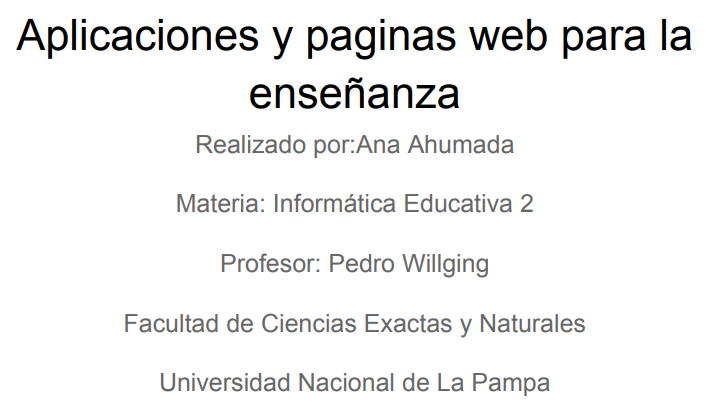 Aplicaciones y paginas web para la
enseñanza
Realizado por:Ana Ahumada
Materia: Informática Educativa 2
Profesor: Pedro Willging
Facultad de Ciencias Exactas y Naturales
Universidad Nacional de La Pampa